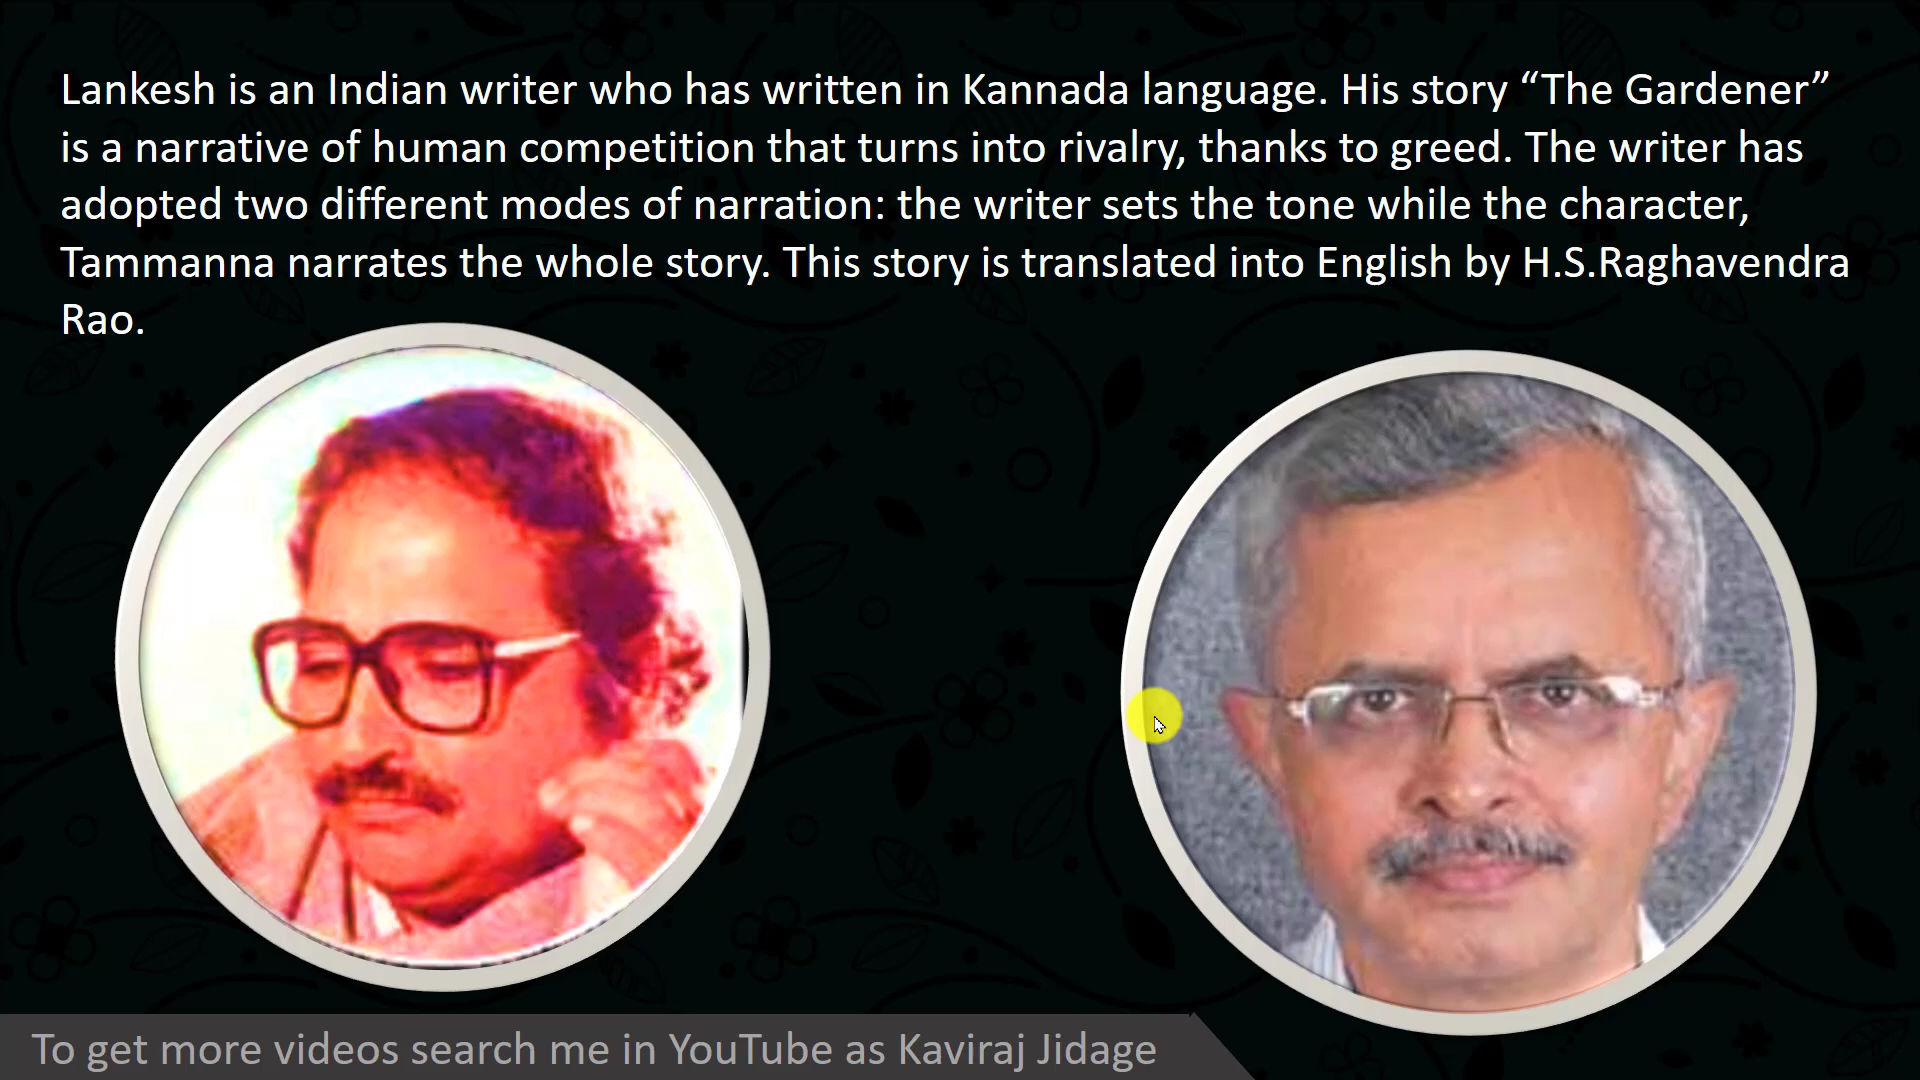 Lankesh is an Indian writer who has written in Kannada language. His story “The Gardener”
is a narrative of human competition that turns into rivalry, thanks to greed. The writer has
adopted two different modes of narration: the writer sets the tone while the character,
Tammanna narrates the whole story. This story is translated into English by H.S.Raghavendra
Rao.
To get more videos search me in YouTube as Kaviraj Jidage